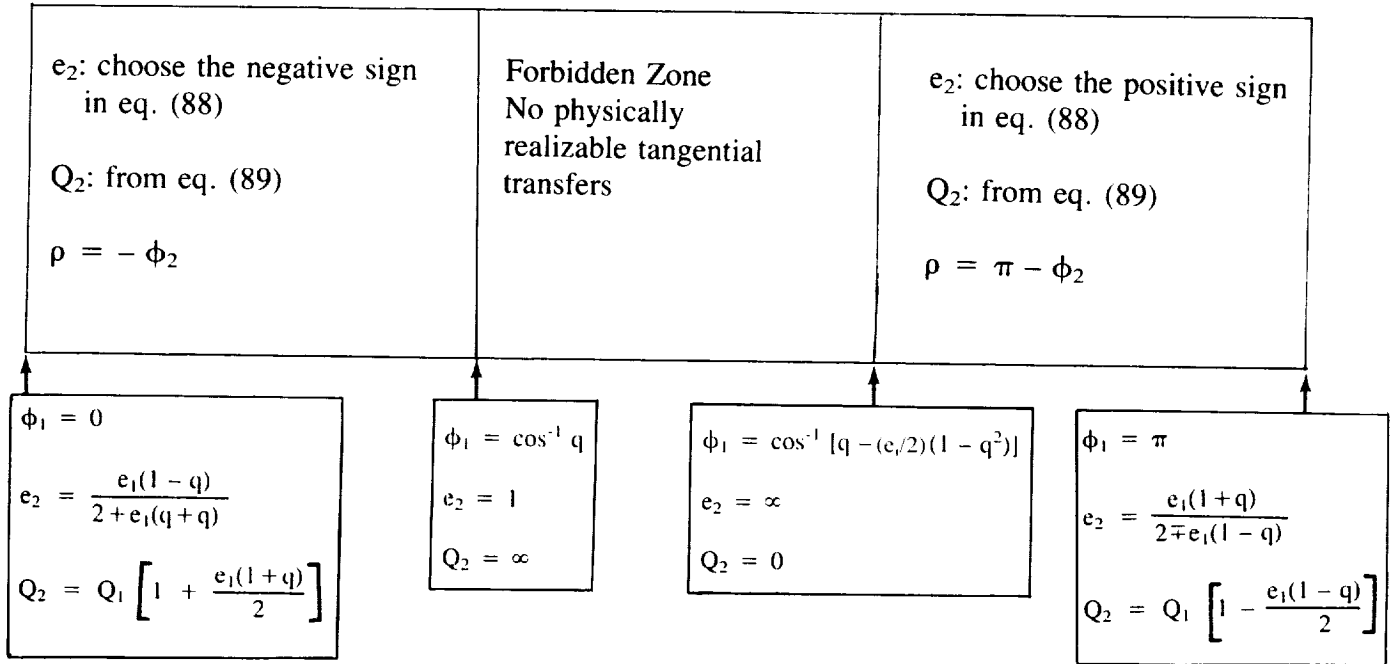 e₂: choose the negative sign
in eq. (88)
Q₂: from eq. (89)
ρ = − ϕ₂
Forbidden Zone
No physically
realizable tangential
transfers
e₂: choose the positive sign
in eq. (88)
Q₂: from eq. (89)
ρ = π − ϕ₂
ϕ₁ = 0
e₂ = e₁(1 − q) / 2 + e₁(q + q)
Q₂ = Q₁ [1 + e₁(1 + q) / 2]
ϕ₁ = cos⁻¹ q
e₂ = 1
Q₂ = ∞
ϕ₁ = cos⁻¹ [q − (e₁/2)(1 − q²)]
e₂ = ∞
Q₂ = 0
ϕ₁ = π
e₂ = e₁(1 + q) / 2 ∓ e₁(1 − q)
Q₂ = Q₁ [1 − e₁(1 − q) / 2]